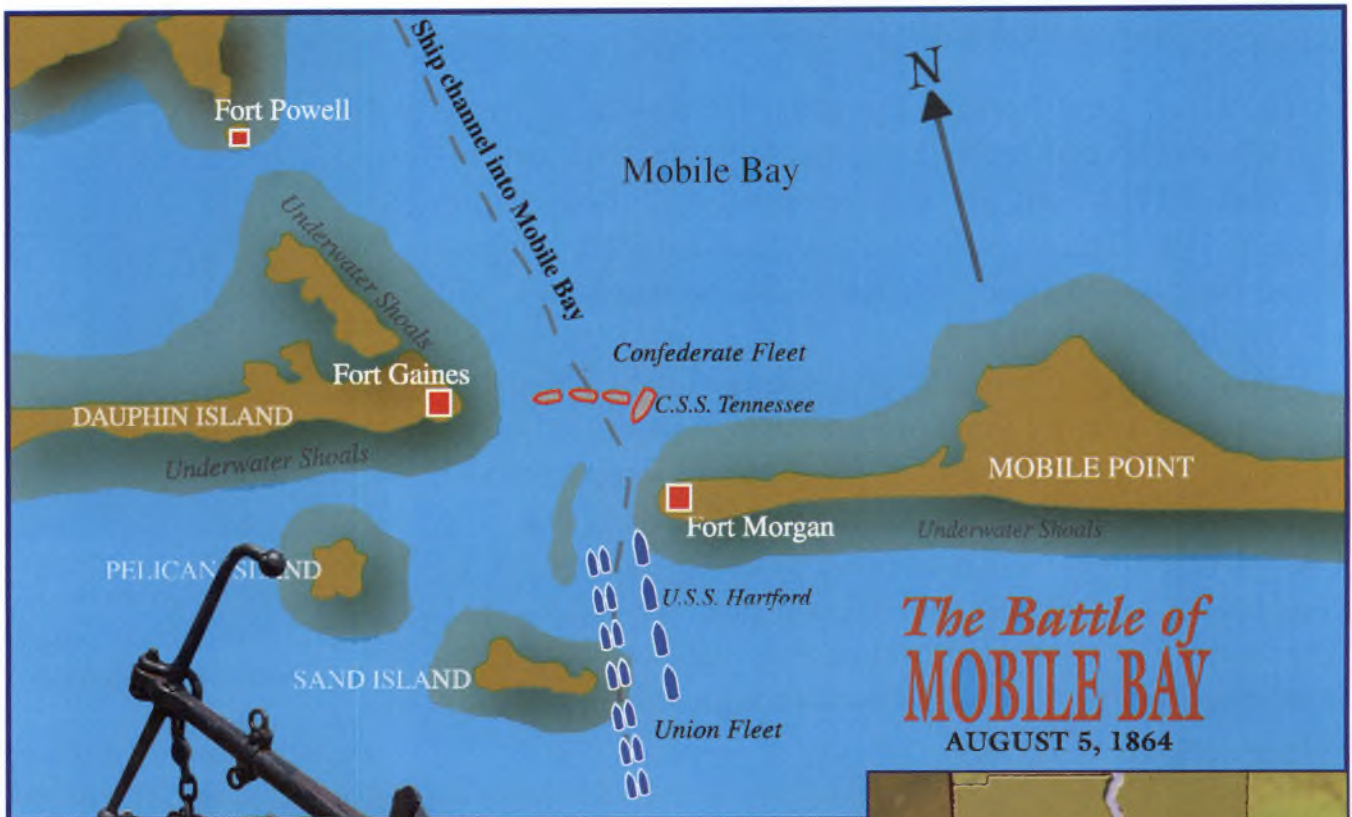 Ship channel into Mobile Bay
N
Fort Powell
Mobile Bay
Underwater Shoals
Confederate Fleet
Fort Gaines
C.S.S. Tennessee
DAUPHIN ISLAND
Underwater Shoals
MOBILE POINT
Fort Morgan
Underwater Shoals
PELICAN ISLAND
U.S.S. Hartford
The Battle of
MOBILE BAY
AUGUST 5, 1864
SAND ISLAND
Union Fleet